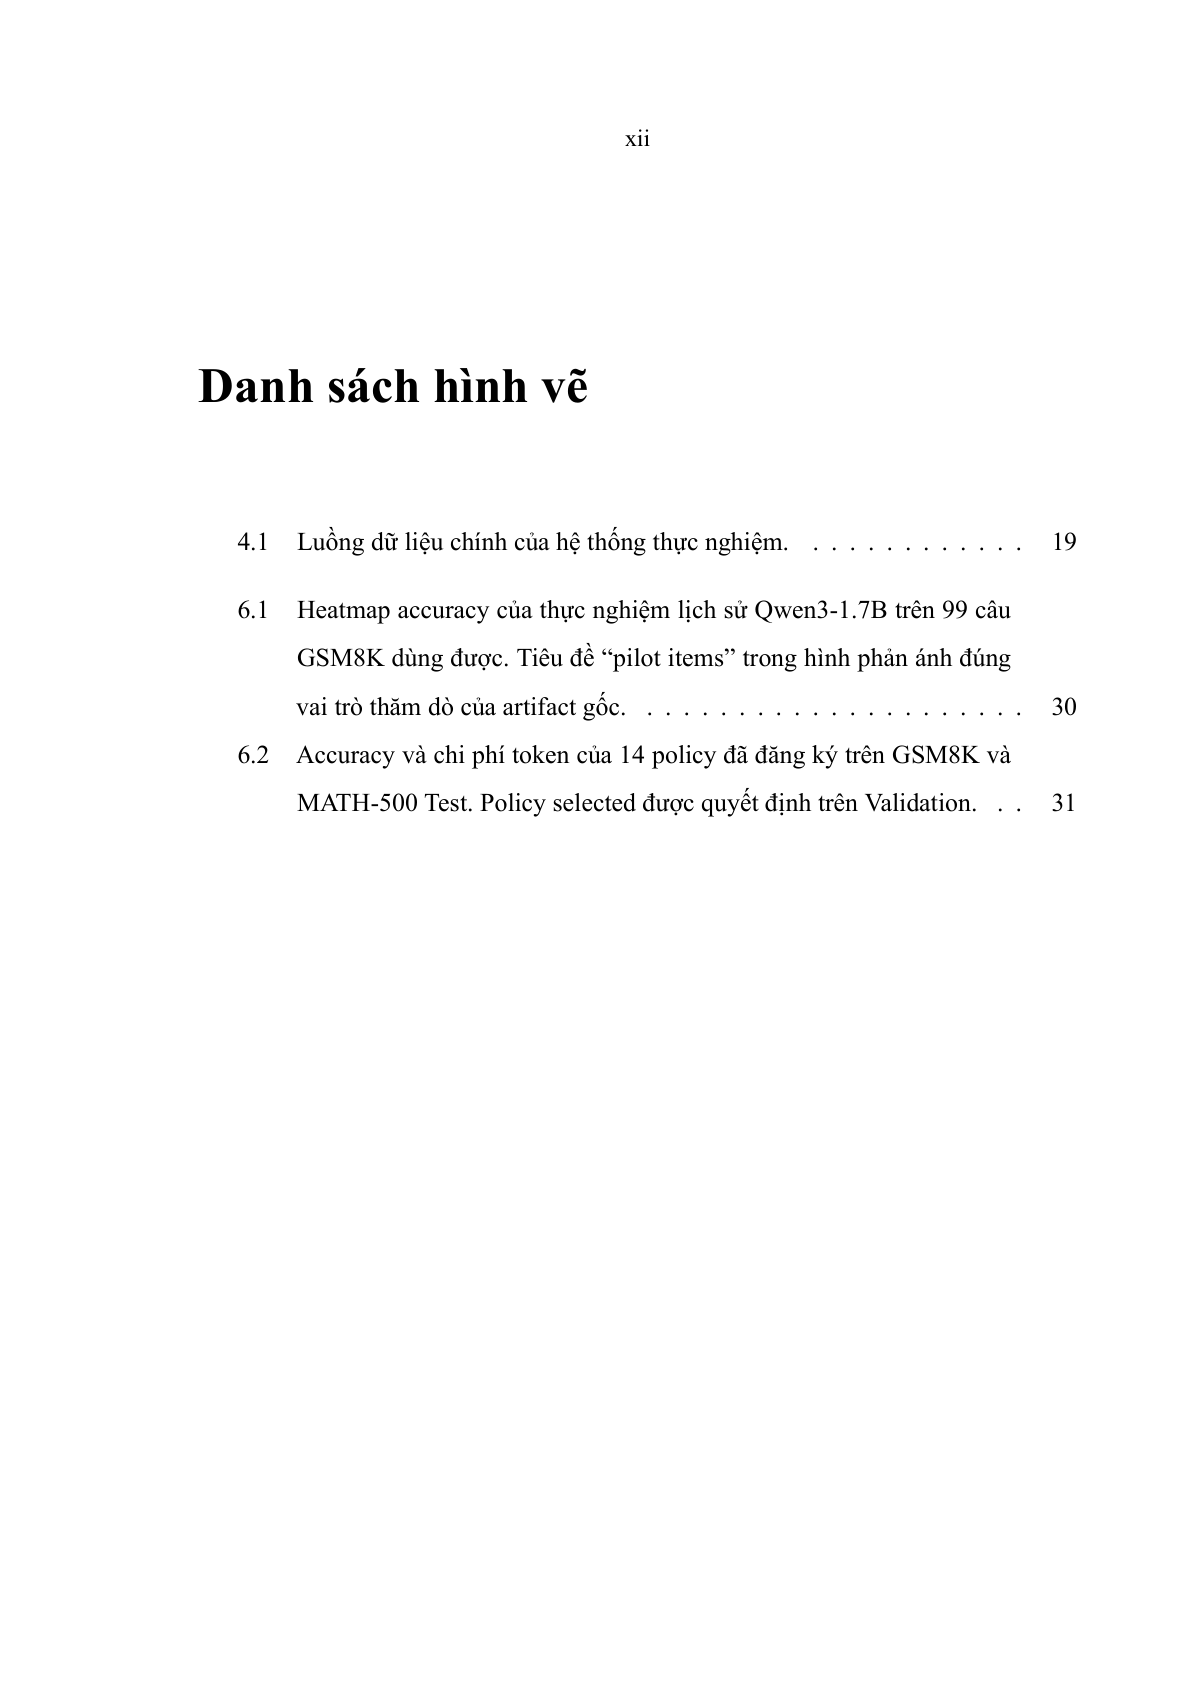 xii
Danh sách hình vẽ
4.1 Luồng dữ liệu chính của hệ thống thực nghiệm. . . . . . . . . . . . . 19
6.1 Heatmap accuracy của thực nghiệm lịch sử Qwen3-1.7B trên 99 câu
GSM8K dùng được. Tiêu đề “pilot items” trong hình phản ánh đúng
vai trò thăm dò của artifact gốc. . . . . . . . . . . . . . . . . . . . . . 30
6.2 Accuracy và chi phí token của 14 policy đã đăng ký trên GSM8K và
MATH-500 Test. Policy selected được quyết định trên Validation. . . 31